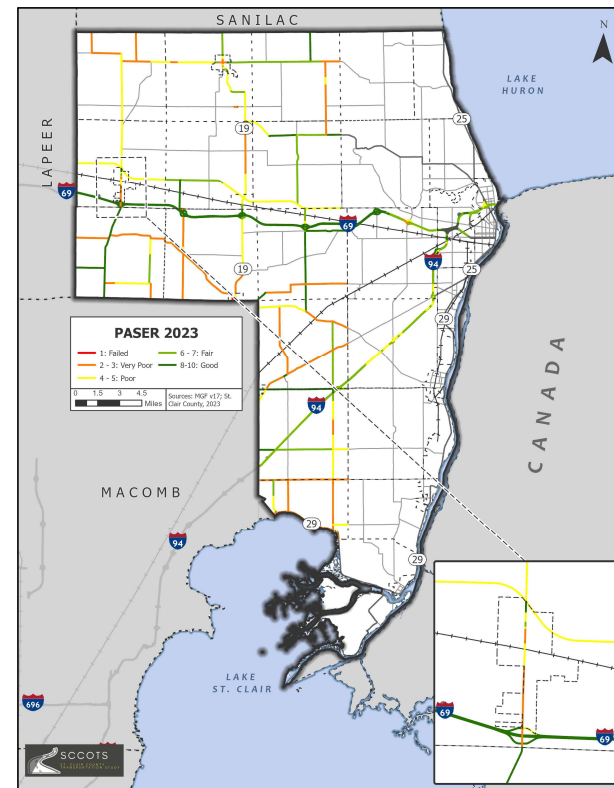 SANILAC
N
LAKE
HURON
LAPEER
25
19
69
69
19
94
25
29
PASER 2023
1: Failed
2 - 3: Very Poor
4 - 5: Poor
6 - 7: Fair
8-10: Good
0 1.5 3 4.5
Miles
Sources: MGF v17; St.
Clair County, 2023
CANADA
94
MACOMB
29
94
29
LAKE
ST. CLAIR
696
69
69
SCCOTS